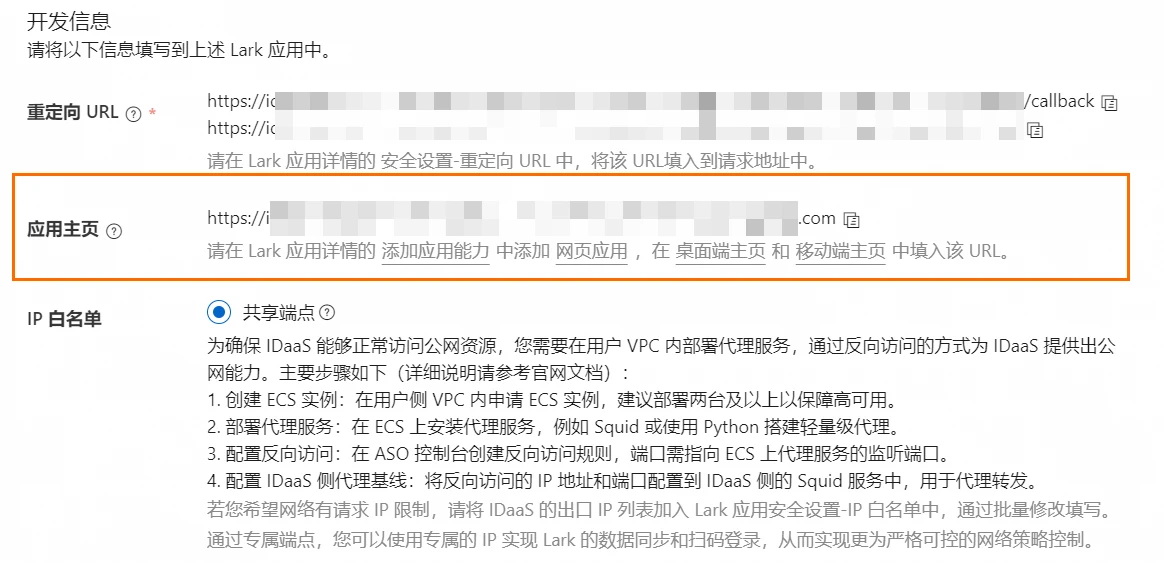 开发信息
请将以下信息填写到上述 Lark 应用中。
重定向 URL ? *
https://ic /callback
https://ic
请在 Lark 应用详情的 安全设置-重定向 URL 中，将该 URL填入到请求地址中。
应用主页 ?
https://i .com
请在 Lark 应用详情的 添加应用能力 中添加 网页应用 ，在 桌面端主页 和 移动端主页 中填入该 URL。
IP 白名单
共享端点 ?
为确保 IDaaS 能够正常访问公网资源，您需要在用户 VPC 内部署代理服务，通过反向访问的方式为 IDaaS 提供出公
网能力。主要步骤如下（详细说明请参考官网文档）：
1. 创建 ECS 实例：在用户侧 VPC 内申请 ECS 实例，建议部署两台及以上以保障高可用。
2. 部署代理服务：在 ECS 上安装代理服务，例如 Squid 或使用 Python 搭建轻量级代理。
3. 配置反向访问：在 ASO 控制台创建反向访问规则，端口需指向 ECS 上代理服务的监听端口。
4. 配置 IDaaS 侧代理基线：将反向访问的 IP 地址和端口配置到 IDaaS 侧的 Squid 服务中，用于代理转发。
若您希望网络有请求 IP 限制，请将 IDaaS 的出口 IP 列表加入 Lark 应用安全设置-IP 白名单中，通过批量修改填写。
通过专属端点，您可以使用专属的 IP 实现 Lark 的数据同步和扫码登录，从而实现更为严格可控的网络策略控制。